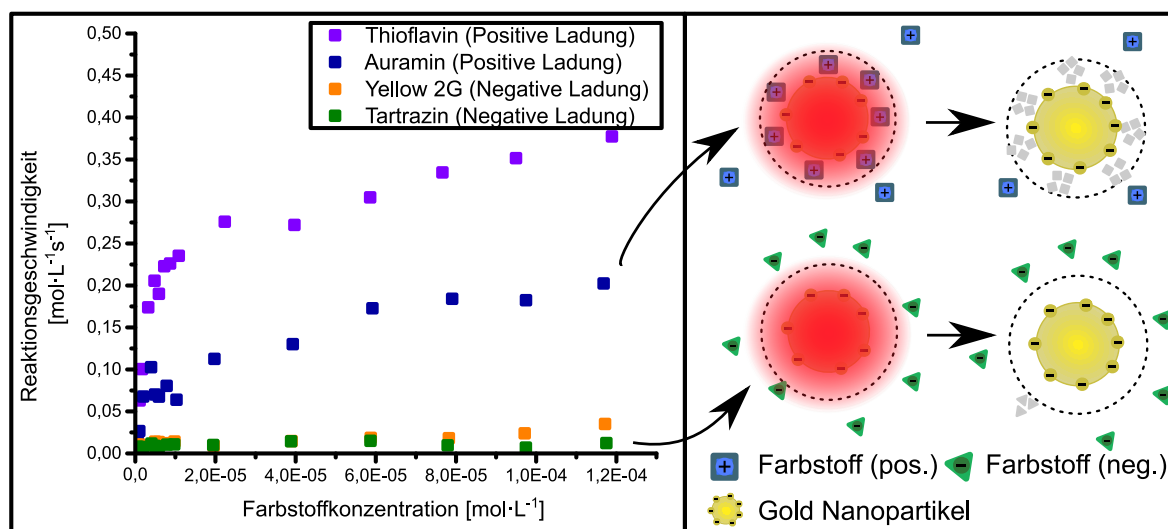 Thioflavin (Positive Ladung)
Auramin (Positive Ladung)
Yellow 2G (Negative Ladung)
Tartrazin (Negative Ladung)
0,50
0,45
0,40
0,35
0,30
0,25
0,20
0,15
0,10
0,05
0,00
Reaktionsgeschwindigkeit
[mol·L⁻¹s⁻¹]
0,0 2,0E-05 4,0E-05 6,0E-05 8,0E-05 1,0E-04 1,2E-04
Farbstoffkonzentration [mol·L⁻¹]
Farbstoff (pos.)
Farbstoff (neg.)
Gold Nanopartikel